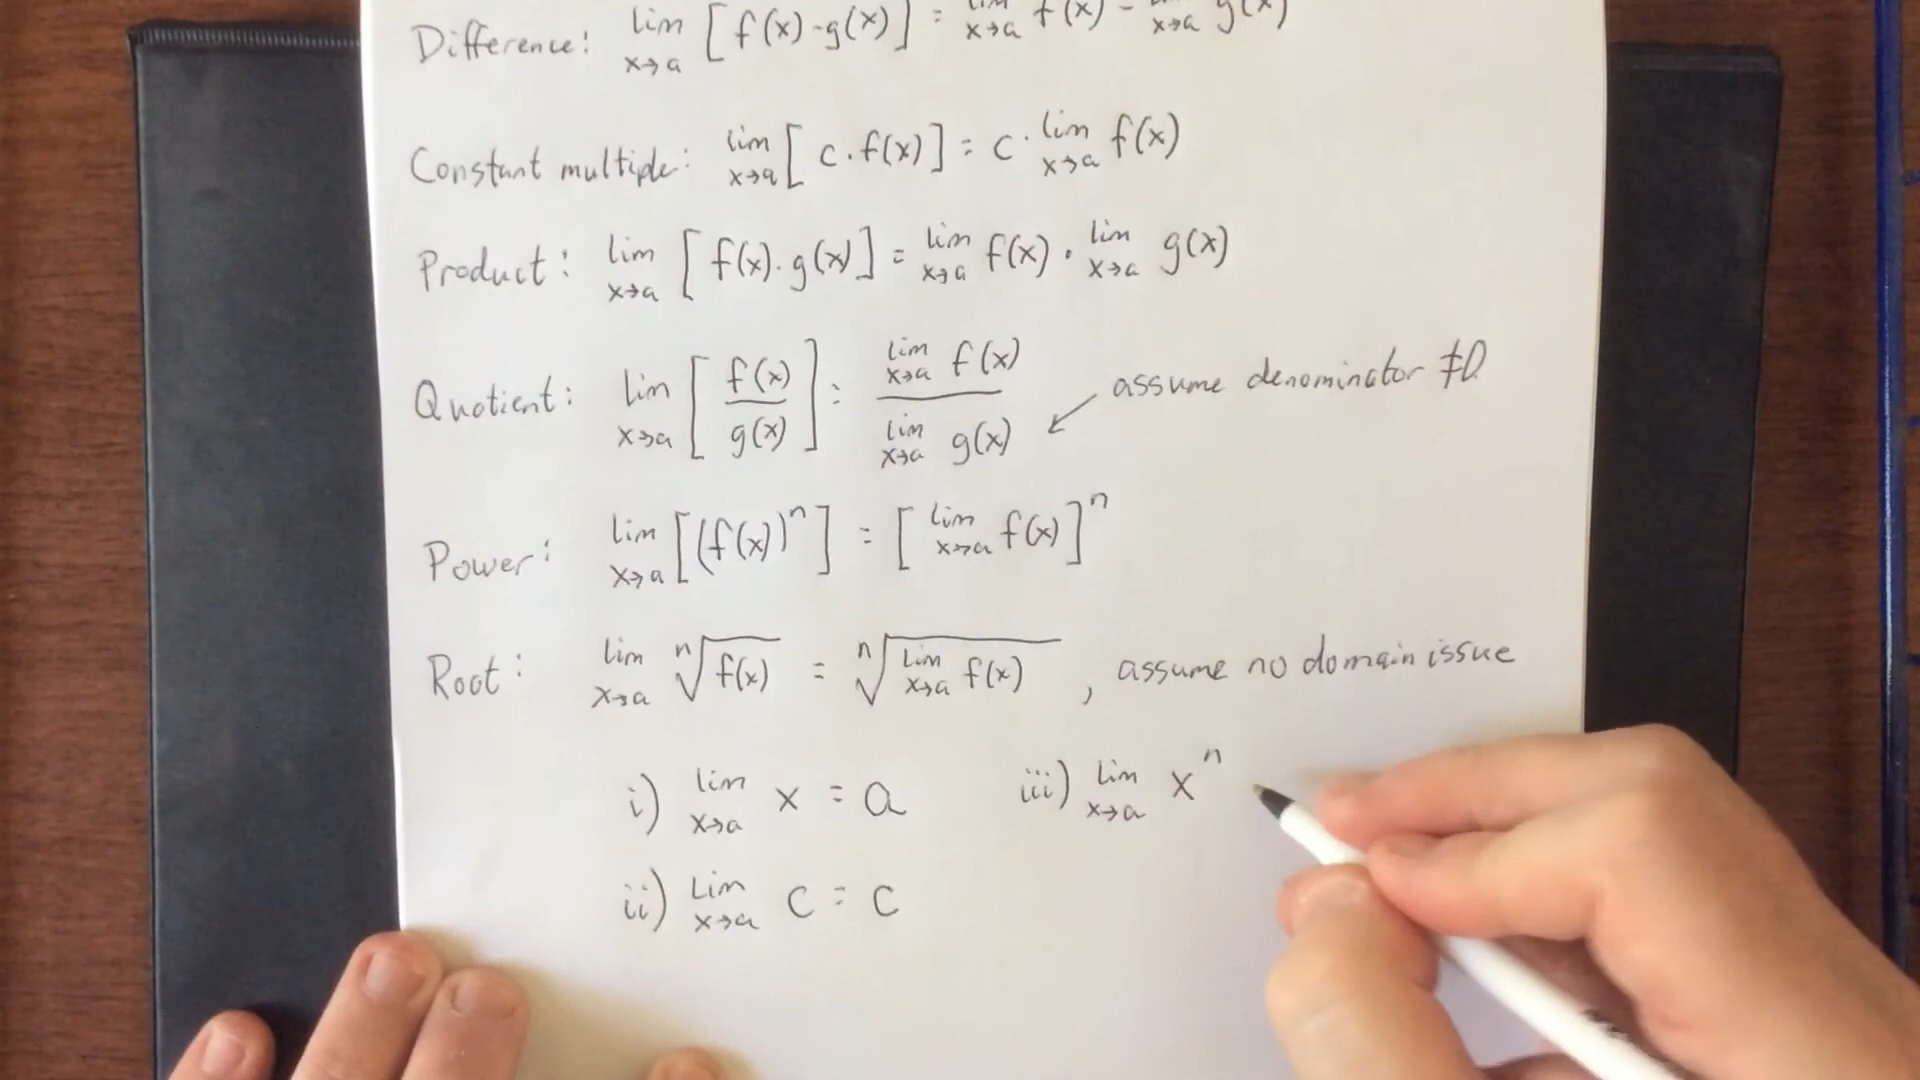 Difference: lim x→a [f(x)-g(x)] = lim x→a f(x) - lim x→a g(x)
Constant multiple: lim x→a [c·f(x)] = c· lim x→a f(x)
Product: lim x→a [f(x)·g(x)] = lim x→a f(x) · lim x→a g(x)
Quotient: lim x→a [f(x)/g(x)] = lim x→a f(x) / lim x→a g(x) ↙ assume denominator ≠0.
Power: lim x→a [(f(x))^n] = [lim x→a f(x)]^n
Root: lim x→a ⁿ√f(x) = ⁿ√(lim x→a f(x)) , assume no domain issue
i) lim x→a x = a
ii) lim x→a c = c
iii) lim x→a x^n